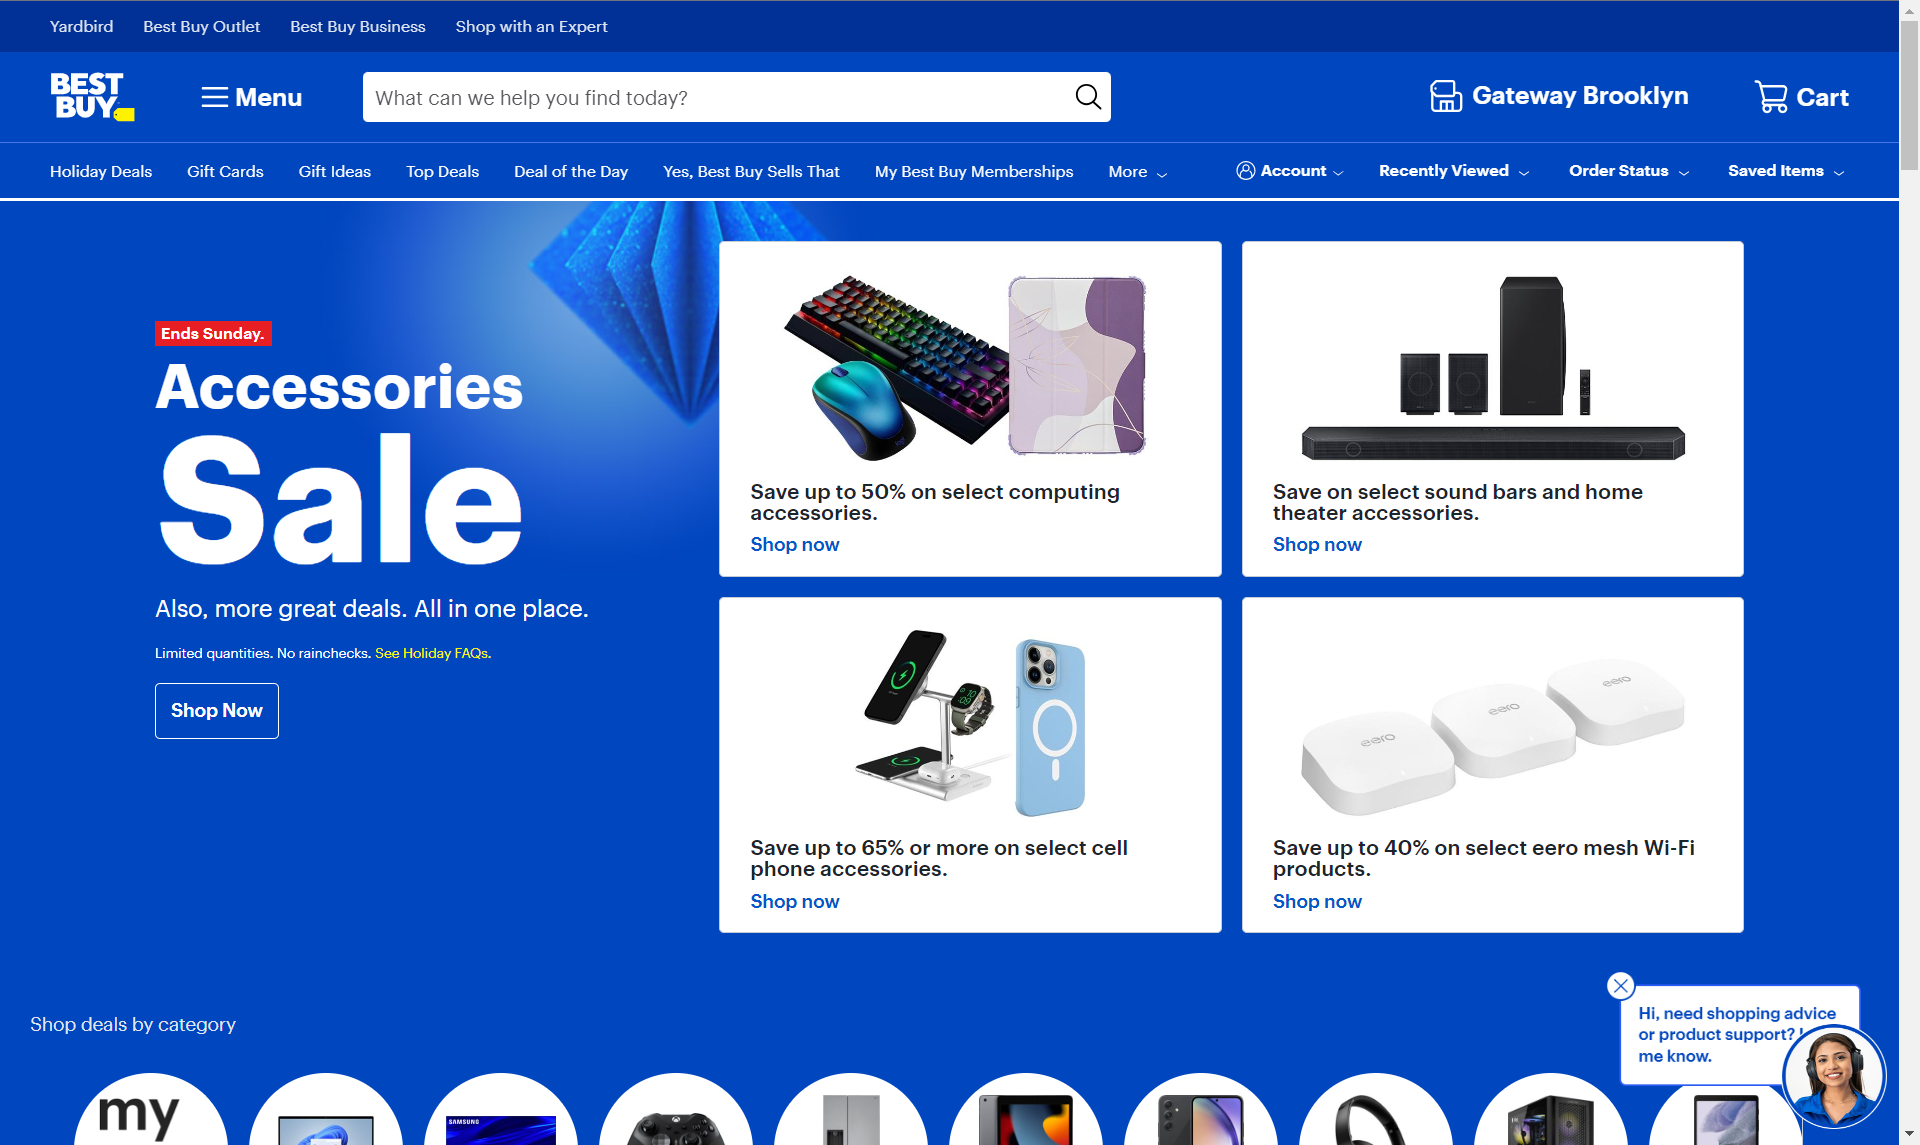 Yardbird
Best Buy Outlet
Best Buy Business
Shop with an Expert
BEST
BUY
Menu
What can we help you find today?
Gateway Brooklyn
Cart
Holiday Deals
Gift Cards
Gift Ideas
Top Deals
Deal of the Day
Yes, Best Buy Sells That
My Best Buy Memberships
More
Account
Recently Viewed
Order Status
Saved Items
Ends Sunday.
Accessories
Sale
Also, more great deals. All in one place.
Limited quantities. No rainchecks. See Holiday FAQs.
Shop Now
Save up to 50% on select computing
accessories.
Shop now
Save on select sound bars and home
theater accessories.
Shop now
Save up to 65% or more on select cell
phone accessories.
Shop now
eero
eero
eero
Save up to 40% on select eero mesh Wi-Fi
products.
Shop now
Hi, need shopping advice
or product support?
me know.
Shop deals by category
my
SAMSUNG